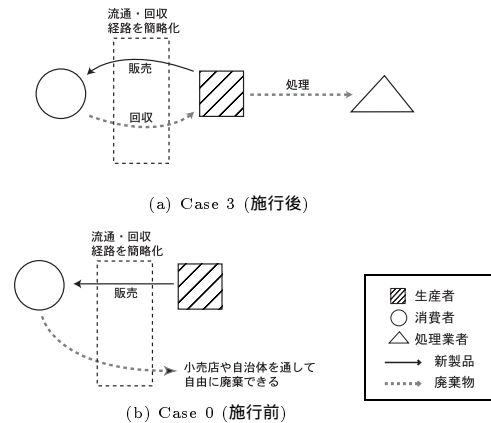 流通・回収
経路を簡略化
販売
処理
回収
(a) Case 3 (施行後)
流通・回収
経路を簡略化
販売
小売店や自治体を通して
自由に廃棄できる
(b) Case 0 (施行前)
生産者
消費者
処理業者
新製品
廃棄物